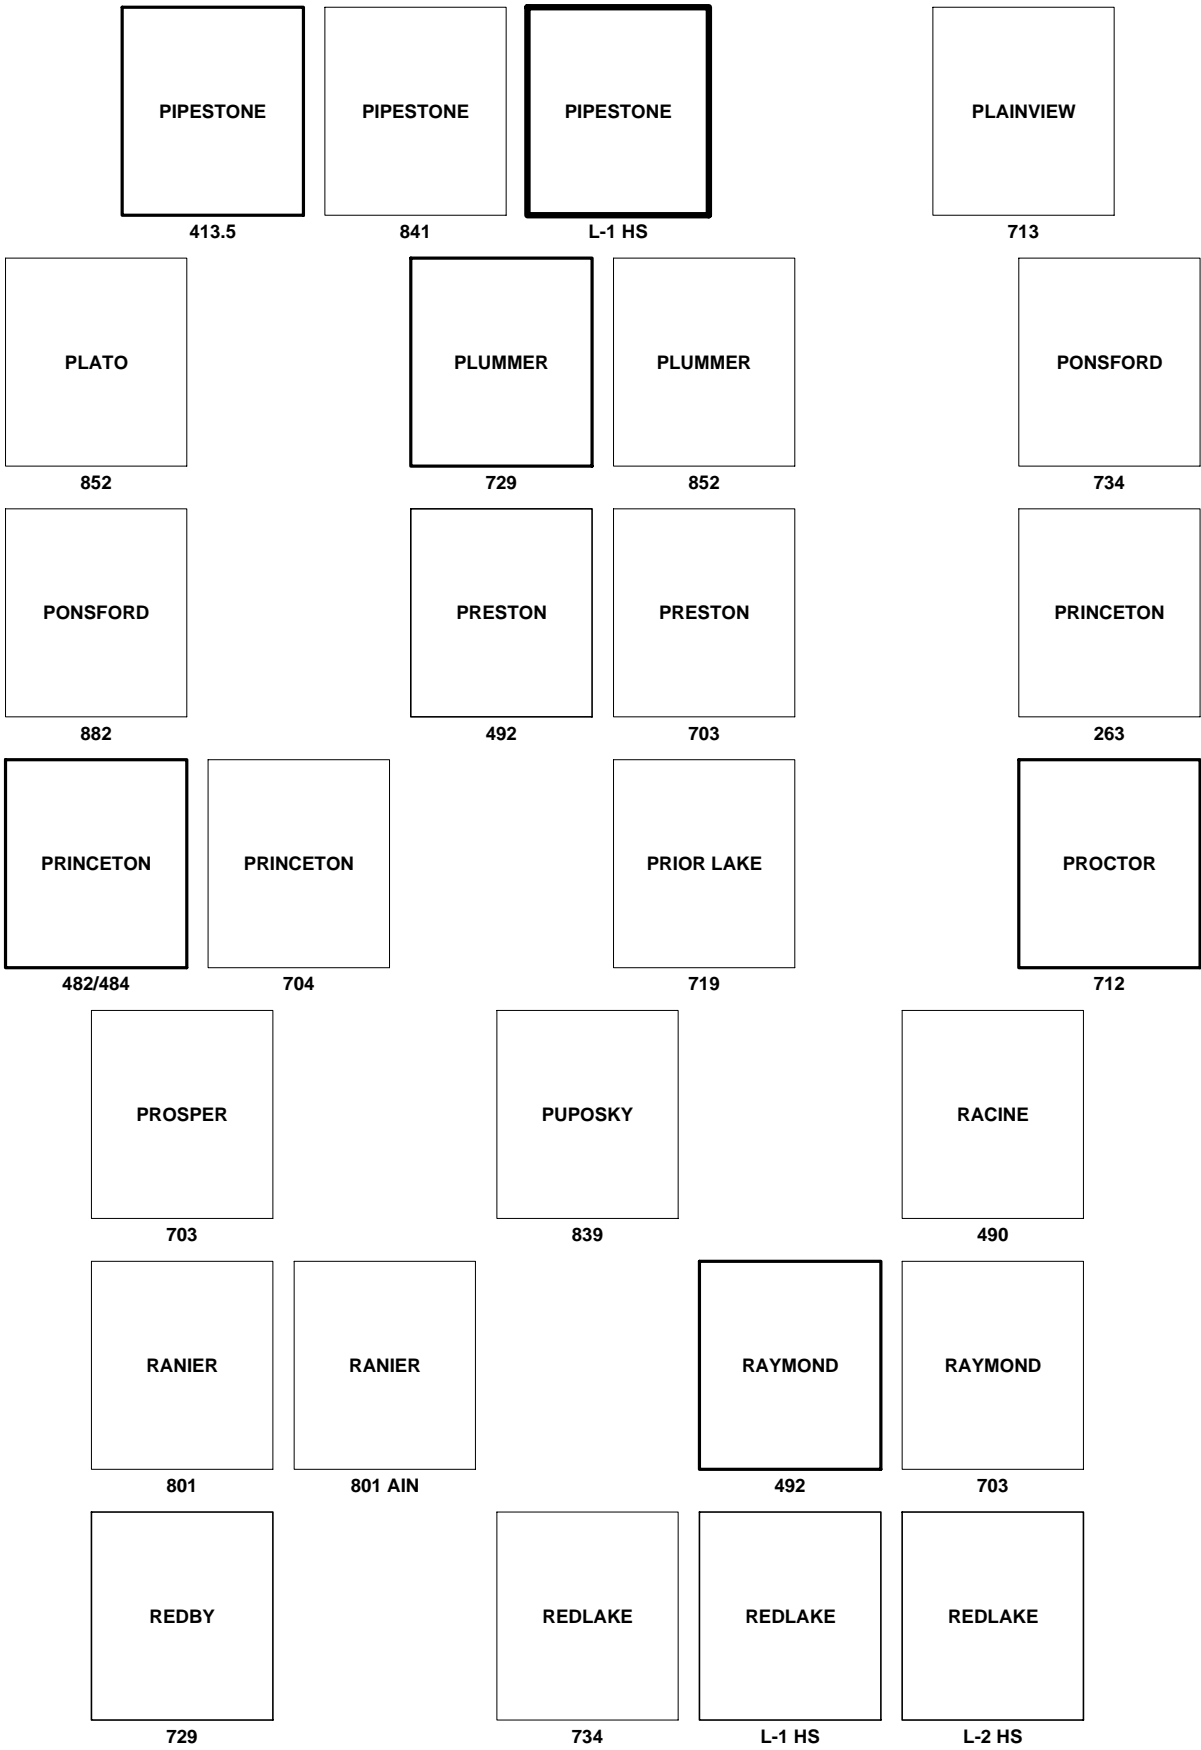 PIPESTONE PIPESTONE PIPESTONE PLAINVIEW
413.5 841 L-1 HS 713
PLATO PLUMMER PLUMMER PONSFORD
852 729 852 734
PONSFORD PRESTON PRESTON PRINCETON
882 492 703 263
PRINCETON PRINCETON PRIOR LAKE PROCTOR
482/484 704 719 712
PROSPER PUPOSKY RACINE
703 839 490
RANIER RANIER RAYMOND RAYMOND
801 801 AIN 492 703
REDBY REDLAKE REDLAKE REDLAKE
729 734 L-1 HS L-2 HS